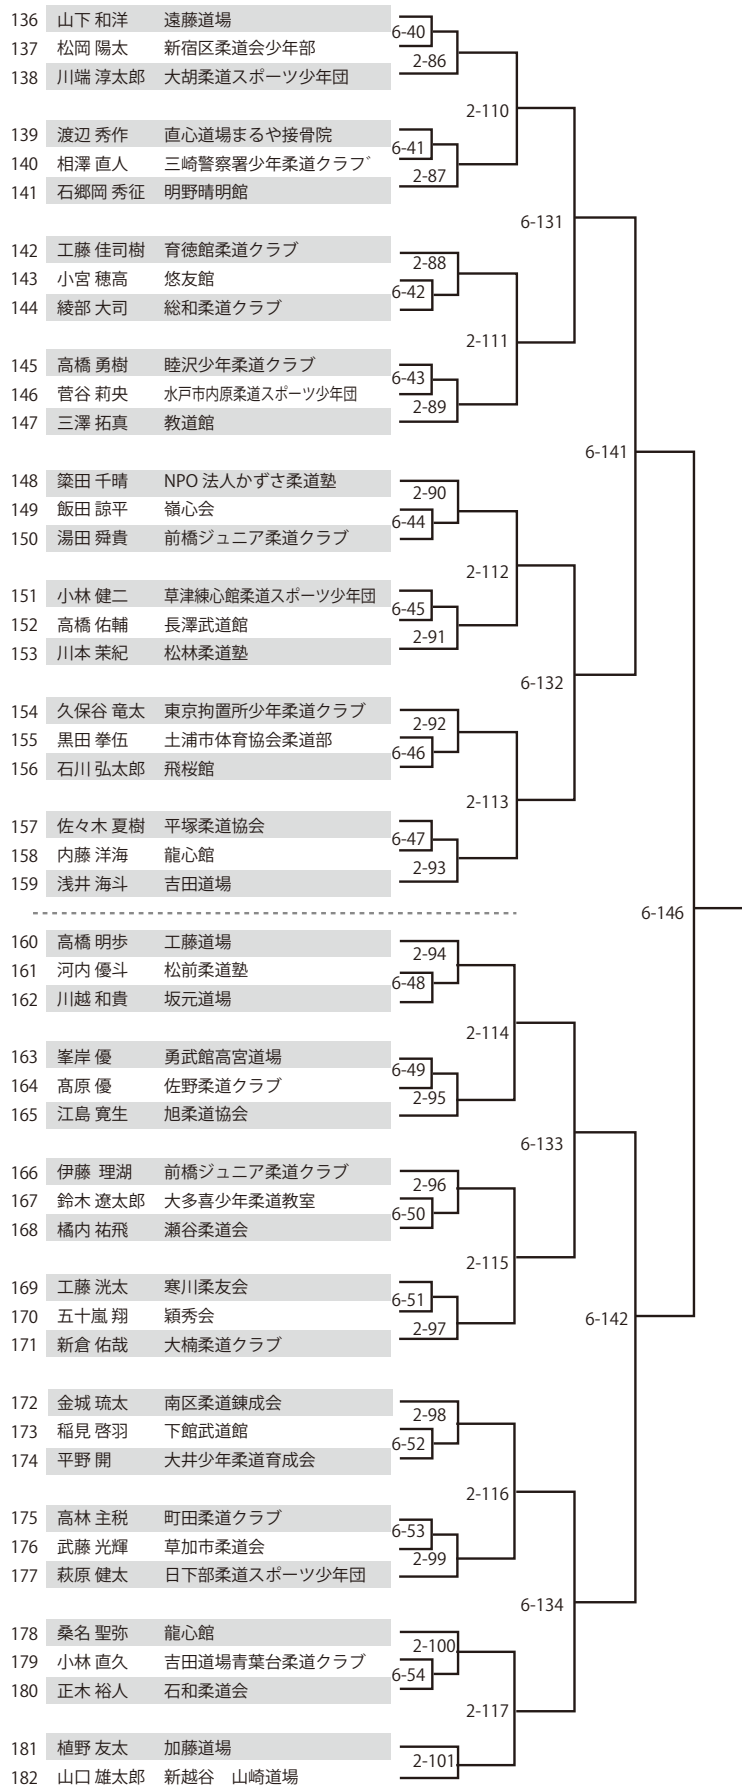 136 山下 和洋 遠藤道場
6-40
137 松岡 陽太 新宿区柔道会少年部
2-86
138 川端 淳太郎 大胡柔道スポーツ少年団
2-110
139 渡辺 秀作 直心道場まるや接骨院
6-41
140 相澤 直人 三崎警察署少年柔道クラブ
2-87
141 石郷岡 秀征 明野晴明館
6-131
142 工藤 佳司樹 育徳館柔道クラブ
2-88
143 小宮 穂高 悠友館
6-42
144 綾部 大司 総和柔道クラブ
2-111
145 高橋 勇樹 睦沢少年柔道クラブ
6-43
146 菅谷 莉央 水戸市内原柔道スポーツ少年団
2-89
147 三澤 拓真 教道館
6-141
148 簗田 千晴 NPO 法人かずさ柔道塾
2-90
149 飯田 諒平 嶺心会
6-44
150 湯田 舜貴 前橋ジュニア柔道クラブ
2-112
151 小林 健二 草津練心館柔道スポーツ少年団
6-45
152 高橋 佑輔 長澤武道館
2-91
153 川本 茉紀 松林柔道塾
6-132
154 久保谷 竜太 東京拘置所少年柔道クラブ
2-92
155 黒田 拳伍 土浦市体育協会柔道部
6-46
156 石川 弘太郎 飛桜館
2-113
157 佐々木 夏樹 平塚柔道協会
6-47
158 内藤 洋海 龍心館
2-93
159 浅井 海斗 吉田道場
6-146
160 高橋 明歩 工藤道場
2-94
161 河内 優斗 松前柔道塾
6-48
162 川越 和貴 坂元道場
2-114
163 峯岸 優 勇武館高宮道場
6-49
164 髙原 優 佐野柔道クラブ
2-95
165 江島 寛生 旭柔道協会
6-133
166 伊藤 理湖 前橋ジュニア柔道クラブ
2-96
167 鈴木 遼太郎 大多喜少年柔道教室
6-50
168 橘内 祐飛 瀬谷柔道会
2-115
169 工藤 洸太 寒川柔友会
6-51
170 五十嵐 翔 穎秀会
2-97
171 新倉 佑哉 大楠柔道クラブ
6-142
172 金城 琉太 南区柔道錬成会
2-98
173 稲見 啓羽 下館武道館
6-52
174 平野 開 大井少年柔道育成会
2-116
175 高林 主税 町田柔道クラブ
6-53
176 武藤 光輝 草加市柔道会
2-99
177 萩原 健太 日下部柔道スポーツ少年団
6-134
178 桑名 聖弥 龍心館
2-100
179 小林 直久 吉田道場青葉台柔道クラブ
6-54
180 正木 裕人 石和柔道会
2-117
181 植野 友太 加藤道場
2-101
182 山口 雄太郎 新越谷 山崎道場